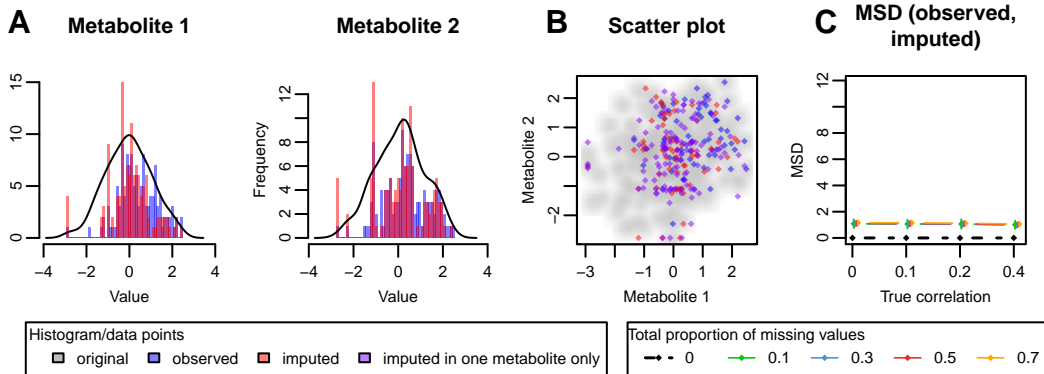 A
Metabolite 1
Metabolite 2
B
Scatter plot
C
MSD (observed,
imputed)
0
5
10
15
−4
−2
0
2
4
Value
Frequency
0
2
4
6
8
12
−4
−2
0
2
4
Value
Metabolite 2
−2
0
1
2
−3
−1
0
1
2
Metabolite 1
MSD
0
2
4
6
8
12
0
0.1
0.2
0.4
True correlation
Histogram/data points
original observed imputed imputed in one metabolite only
Total proportion of missing values
0 0.1 0.3 0.5 0.7